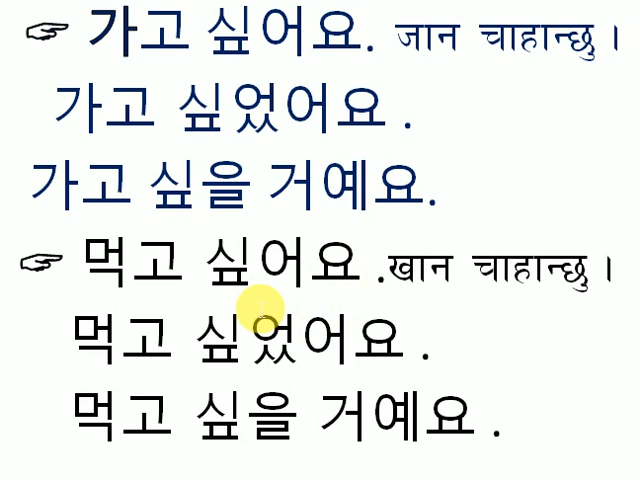 ☞ 가고 싶어요. जान चाहान्छु ।
가고 싶었어요 .
가고 싶을 거예요.
☞ 먹고 싶어요 .खान चाहान्छु ।
먹고 싶었어요 .
먹고 싶을 거예요 .